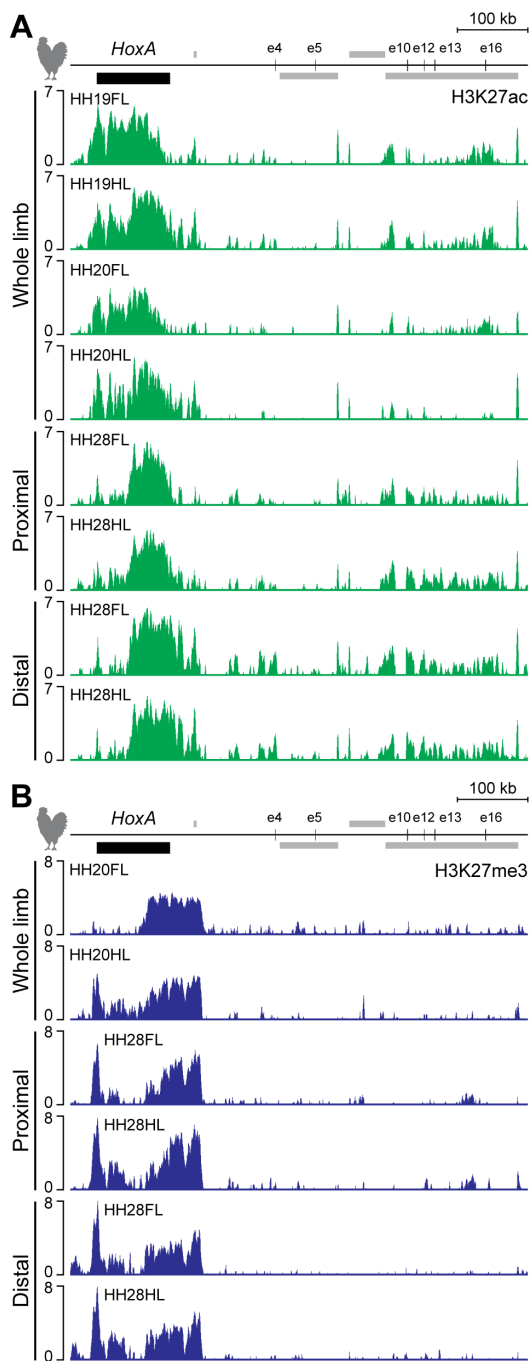 A
100 kb
HoxA
e4 e5 e10 e12 e13 e16
H3K27ac
Whole limb
7
HH19FL
0
7
HH19HL
0
7
HH20FL
0
7
HH20HL
0
Proximal
7
HH28FL
0
7
HH28HL
0
Distal
7
HH28FL
0
7
HH28HL
0
B
100 kb
HoxA
e4 e5 e10 e12 e13 e16
H3K27me3
Whole limb
8
HH20FL
0
8
HH20HL
0
Proximal
8
HH28FL
0
8
HH28HL
0
Distal
8
HH28FL
0
8
HH28HL
0